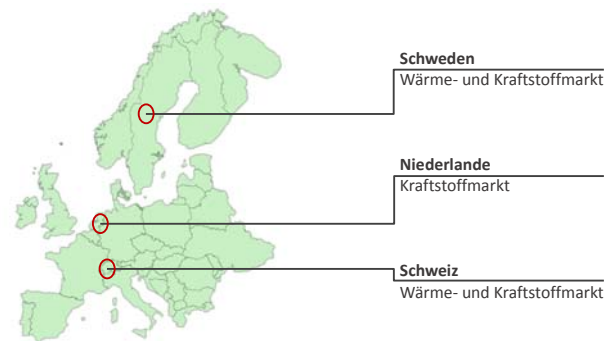 Schweden
Wärme- und Kraftstoffmarkt
Niederlande
Kraftstoffmarkt
Schweiz
Wärme- und Kraftstoffmarkt